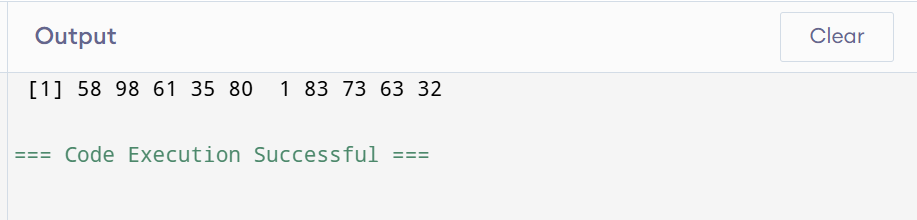 Output
Clear
[1] 58 98 61 35 80  1 83 73 63 32
=== Code Execution Successful ===